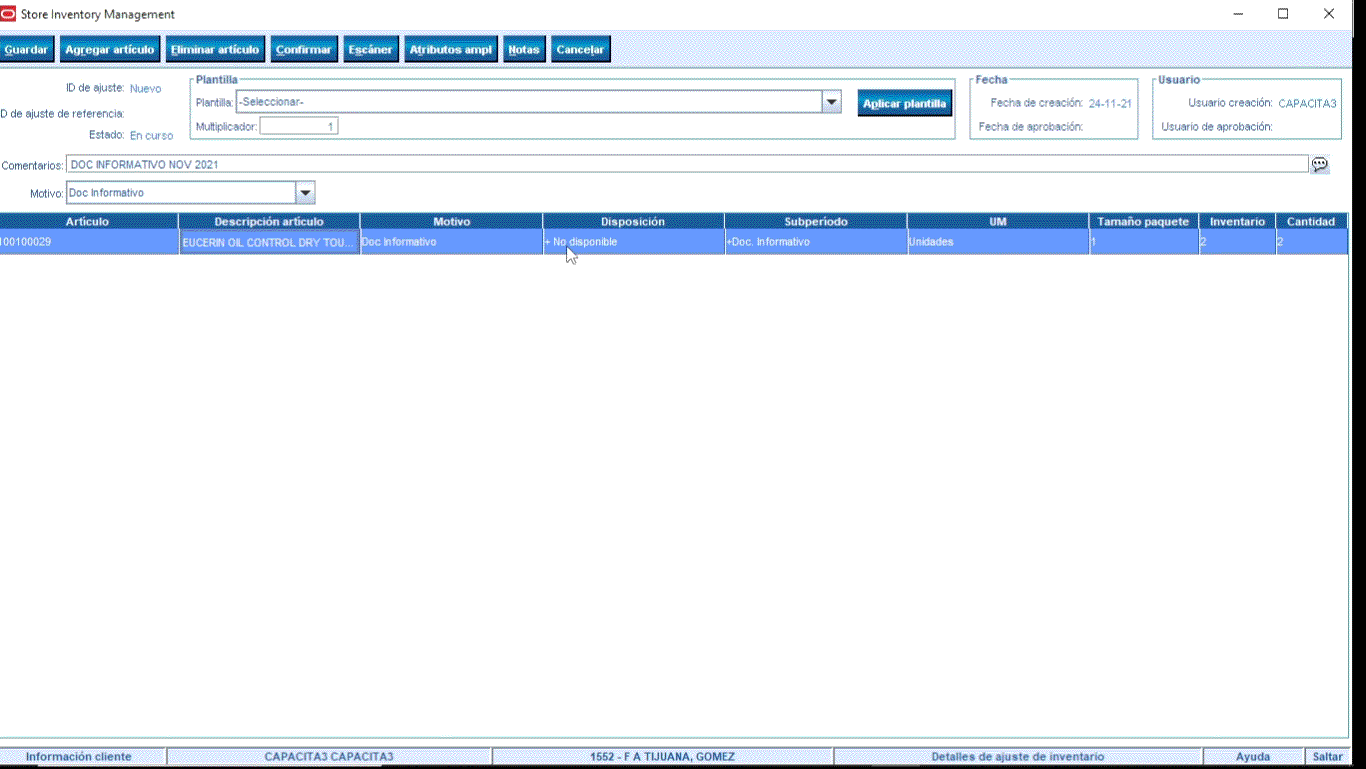 Store Inventory Management
Guardar Agregar artículo Eliminar artículo Confirmar Escáner Atributos ampl Notas Cancelar
ID de ajuste: Nuevo
D de ajuste de referencia:
Estado: En curso
Plantilla
Plantilla: -Seleccionar-
Multiplicador: 1
Aplicar plantilla
Fecha
Fecha de creación: 24-11-21
Fecha de aprobación:
Usuario
Usuario creación: CAPACITA3
Usuario de aprobación:
Comentarios: DOC INFORMATIVO NOV 2021
Motivo: Doc Informativo
Artículo Descripción artículo Motivo Disposición Subperíodo UM Tamaño paquete Inventario Cantidad
100100029 EUCERIN OIL CONTROL DRY TOU... Doc Informativo + No disponible +Doc. Informativo Unidades 1 2 2
Información cliente CAPACITA3 CAPACITA3 1552 - F A TIJUANA, GOMEZ Detalles de ajuste de inventario Ayuda Saltar